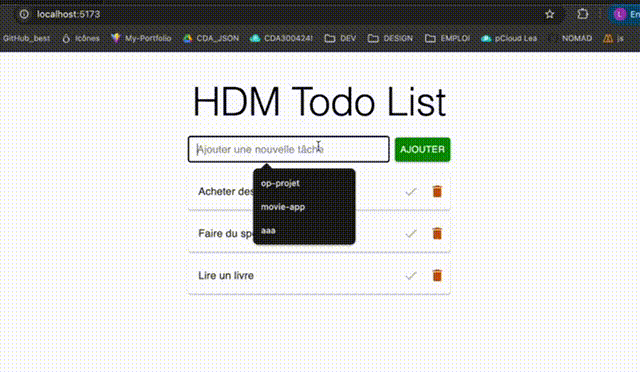 localhost:5173
GitHub_best Icônes My-Portfolio CDA_JSON CDA300424! DEV DESIGN EMPLOI pCloud Lea NOMAD js
HDM Todo List
Ajouter une nouvelle tâche AJOUTER
op-projet
Acheter des
movie-app
aaa
Faire du
Lire un livre